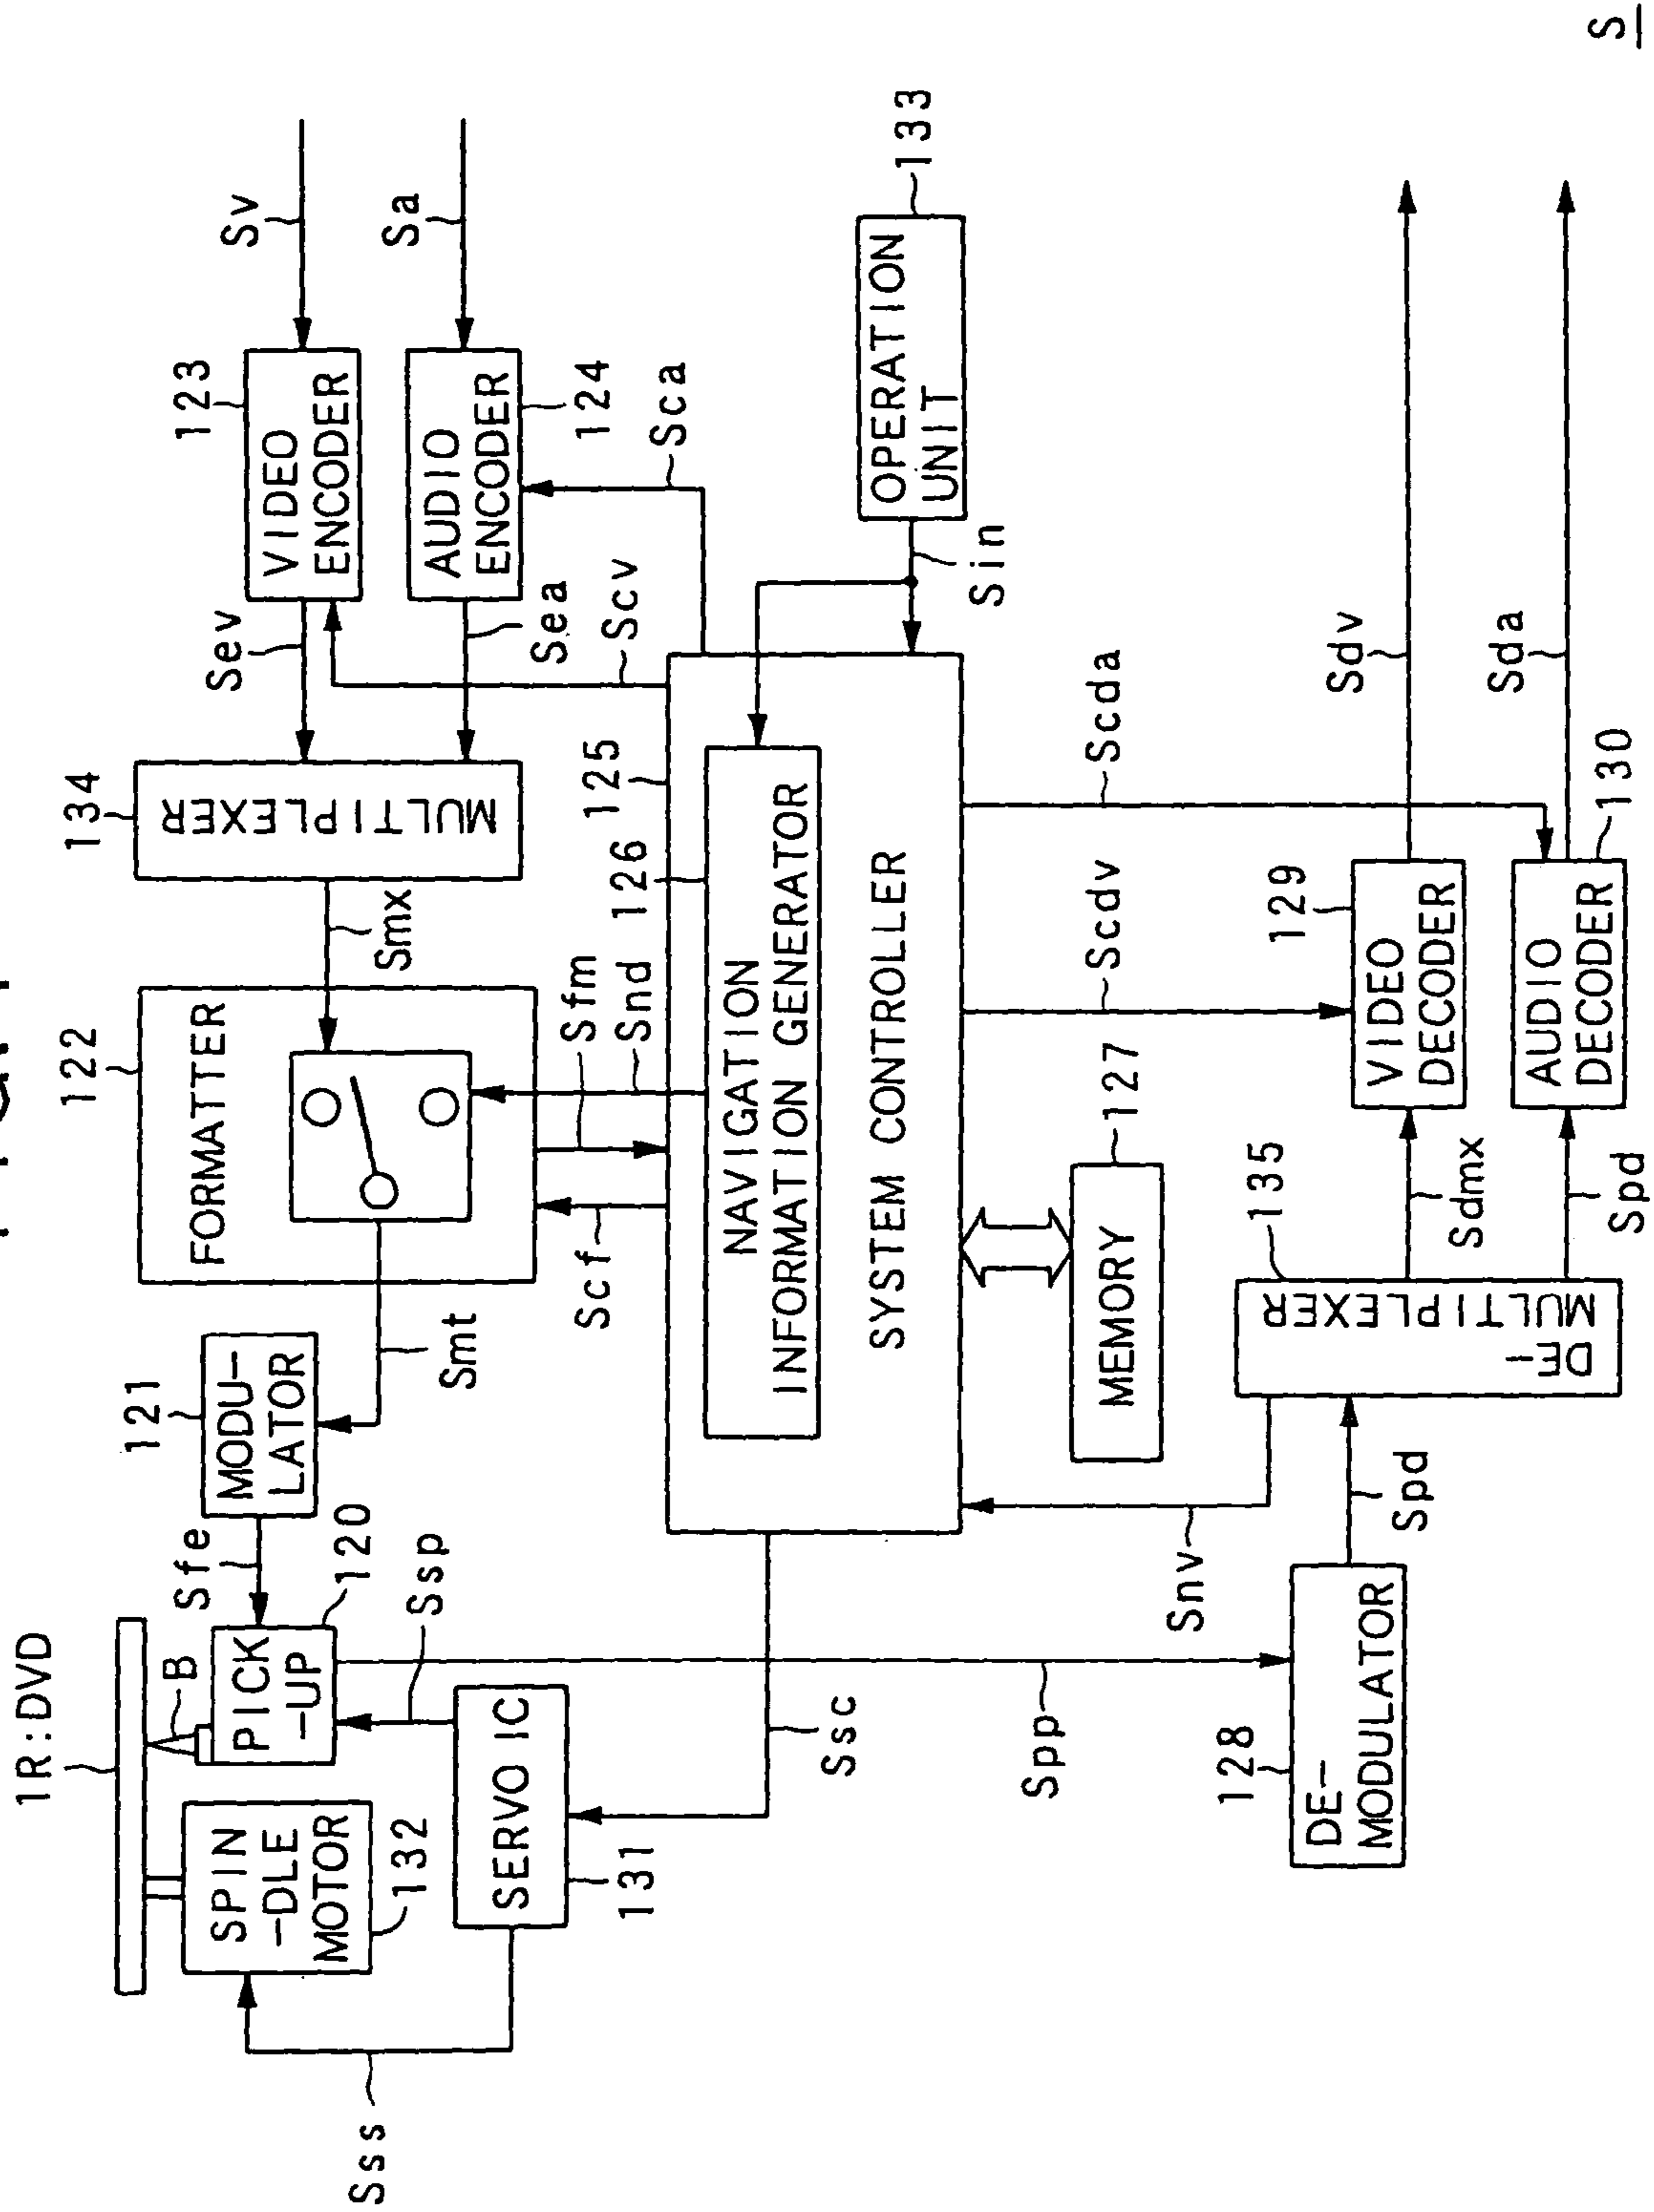 1R:DVD
B
SPIN
-DLE
MOTOR
132
Sss
PICK
-UP
120
Sfe
Ssp
SERVO IC
131
Ssc
MODU-
LATOR
121
Smt
122
FORMATTER
Smx
134
MULTIPLEXER
Sev
Sea
123
VIDEO
ENCODER
Sv
AUDIO
ENCODER
124
Sa
Scv
Sca
Scf
Sfm
Snd
126
125
NAVIGATION
INFORMATION GENERATOR
SYSTEM CONTROLLER
OPERATION
UNIT
133
Sin
MEMORY
127
Spp
Snv
Scdv
Scda
128
DE-
MODULATOR
Spd
135
DE-
MULTIPLEXER
Sdmx
Spd
129
VIDEO
DECODER
Sdv
AUDIO
DECODER
130
Sda
S